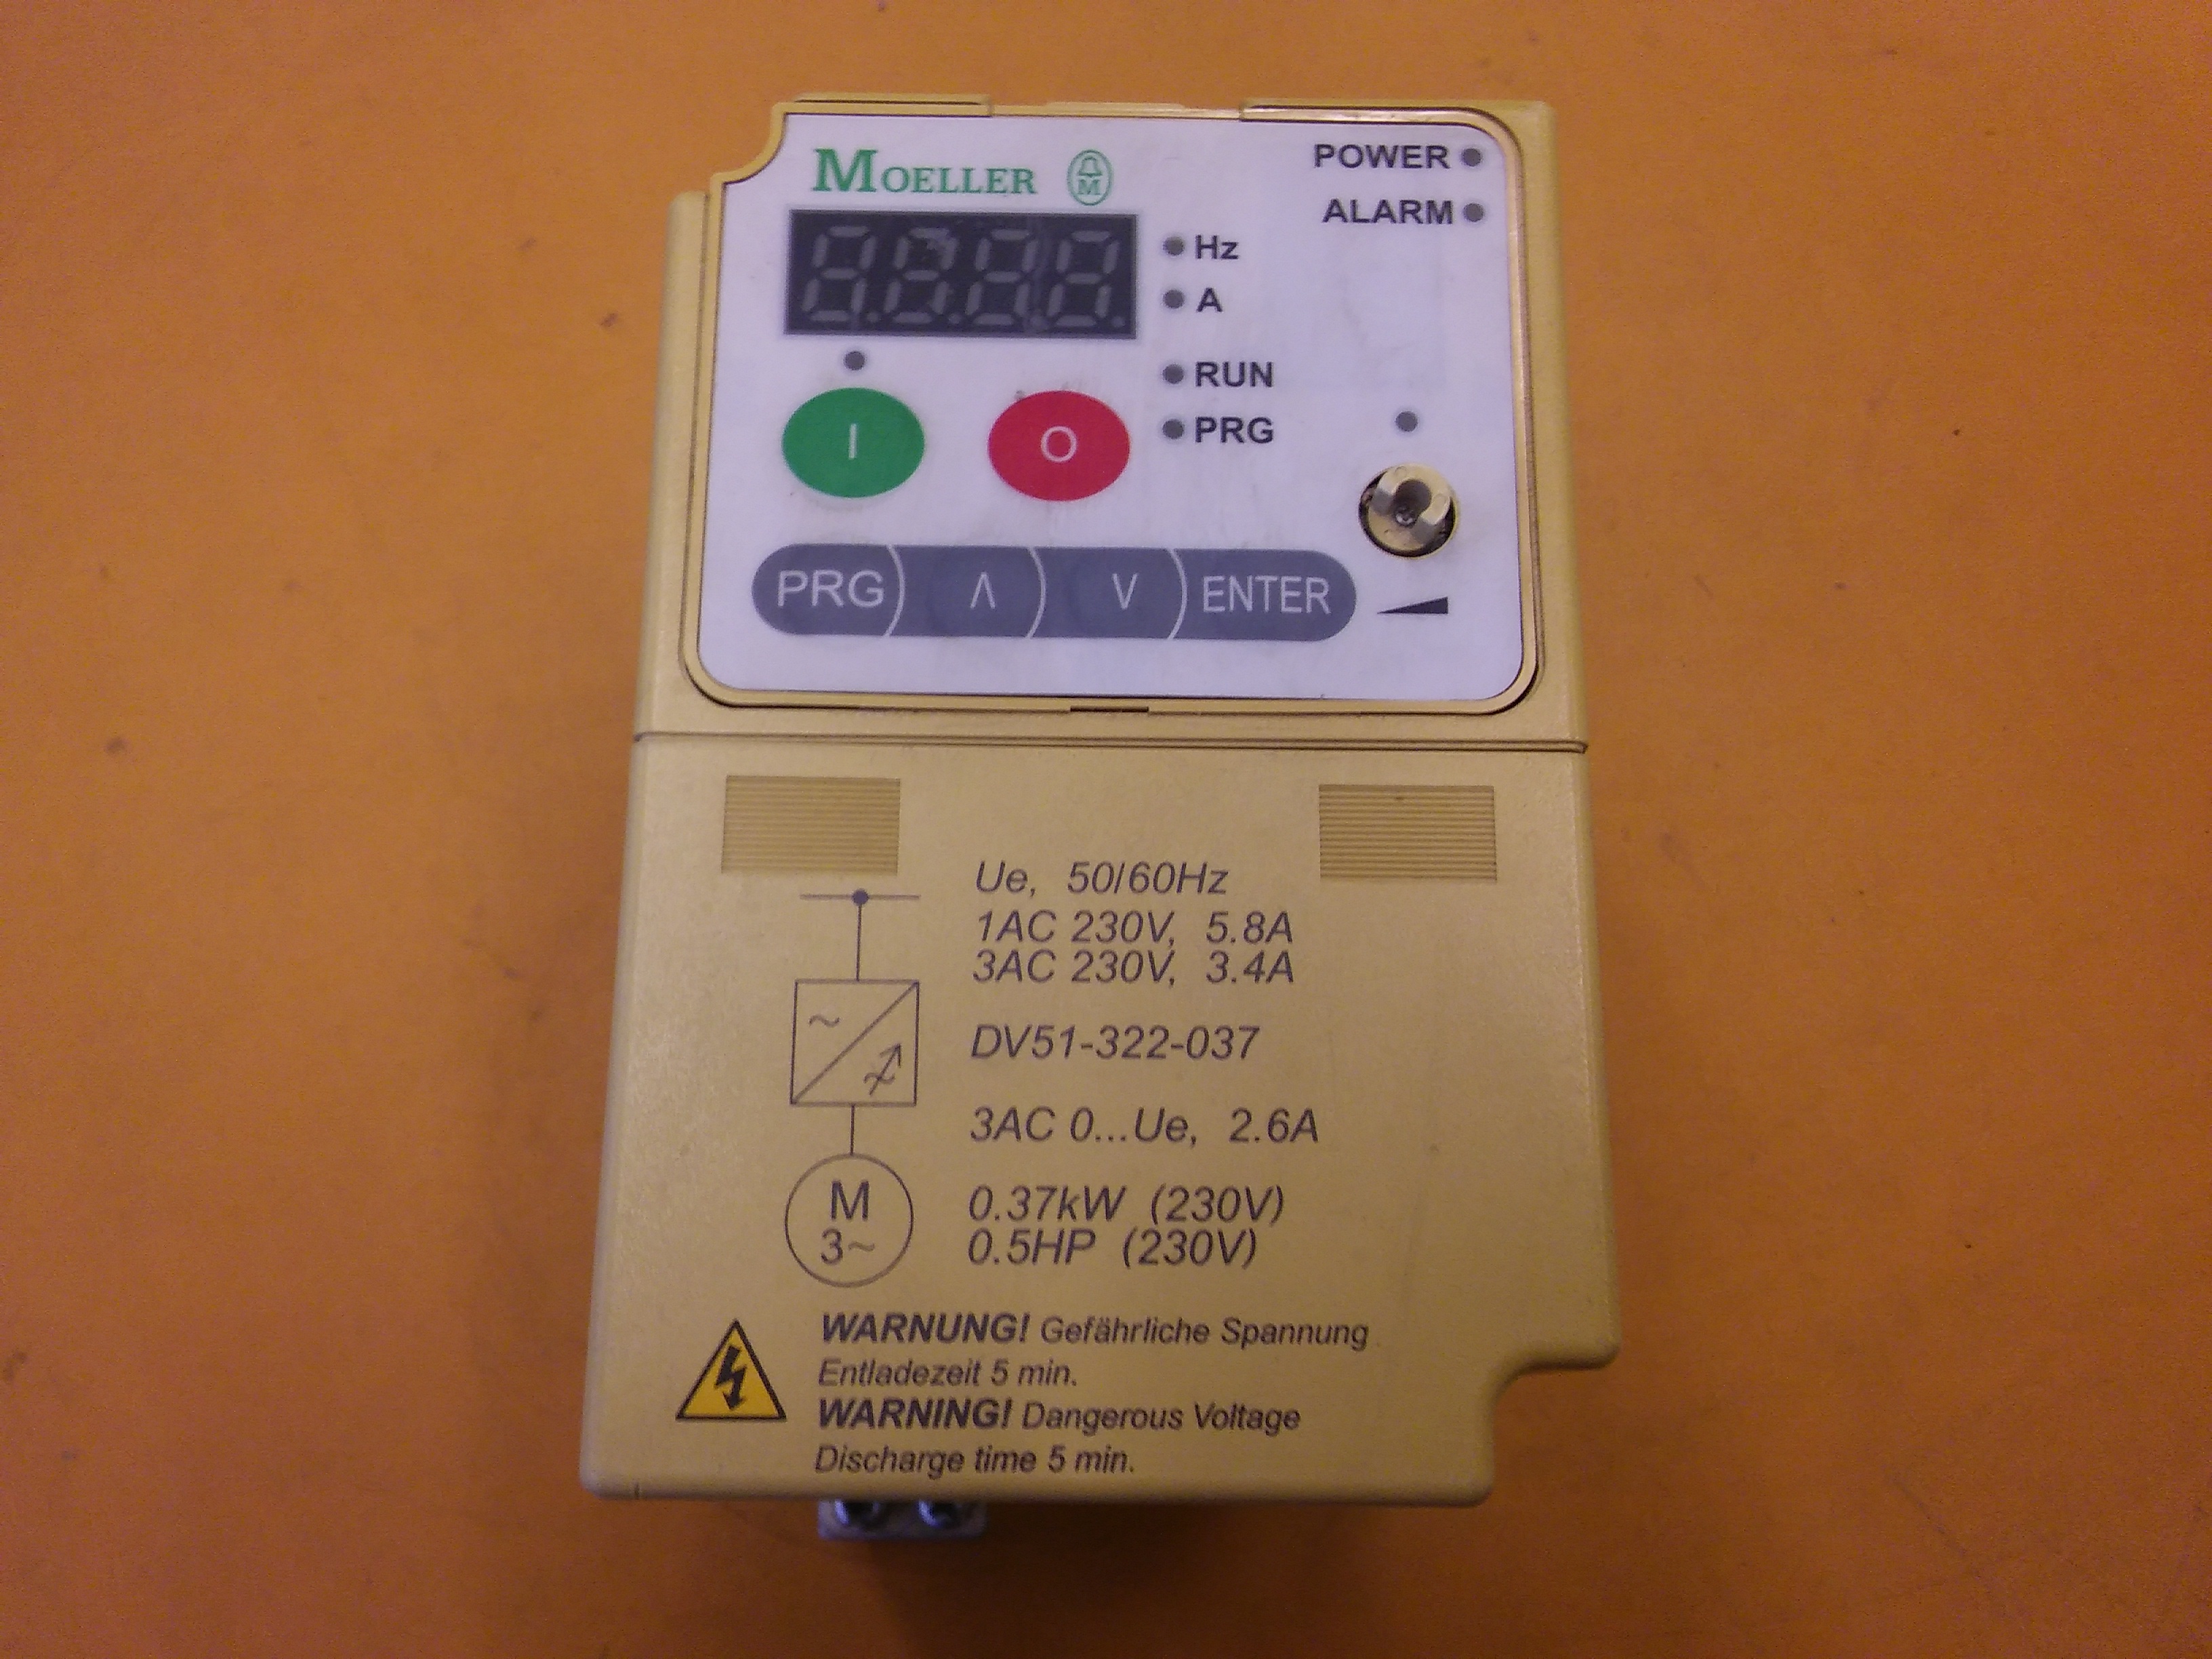 MOELLER M
POWER
ALARM
Hz
A
RUN
PRG
I O
PRG Λ V ENTER
Ue, 50/60Hz
1AC 230V, 5.8A
3AC 230V, 3.4A
~
DV51-322-037
3AC 0...Ue, 2.6A
M
3~
0.37kW (230V)
0.5HP (230V)
WARNUNG! Gefährliche Spannung
Entladezeit 5 min.
WARNING! Dangerous Voltage
Discharge time 5 min.